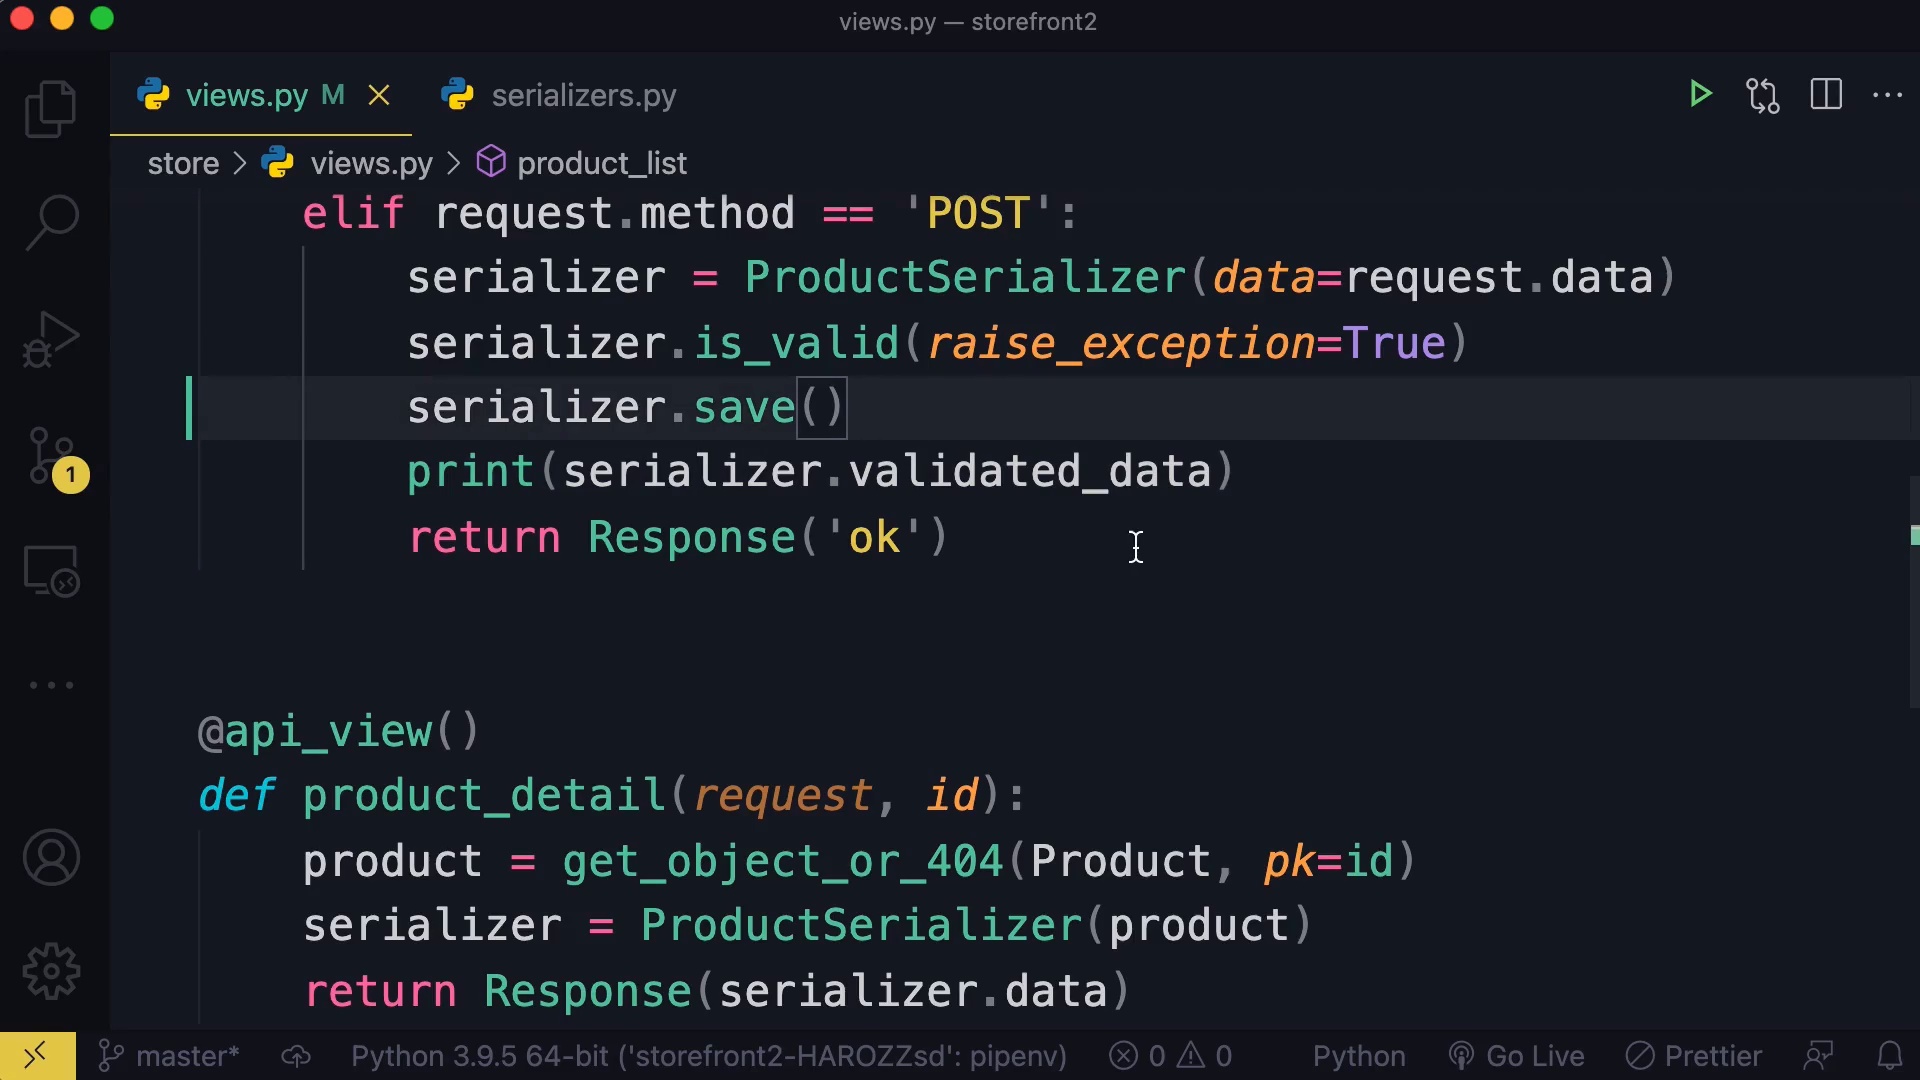 views.py — storefront2
views.py M
serializers.py
store > views.py > product_list
elif request.method == 'POST':
serializer = ProductSerializer(data=request.data)
serializer.is_valid(raise_exception=True)
serializer.save()
print(serializer.validated_data)
return Response('ok')
1
@api_view()
def product_detail(request, id):
product = get_object_or_404(Product, pk=id)
serializer = ProductSerializer(product)
return Response(serializer.data)
master* Python 3.9.5 64-bit ('storefront2-HAROZZsd': pipenv) 0 0 Python Go Live Prettier